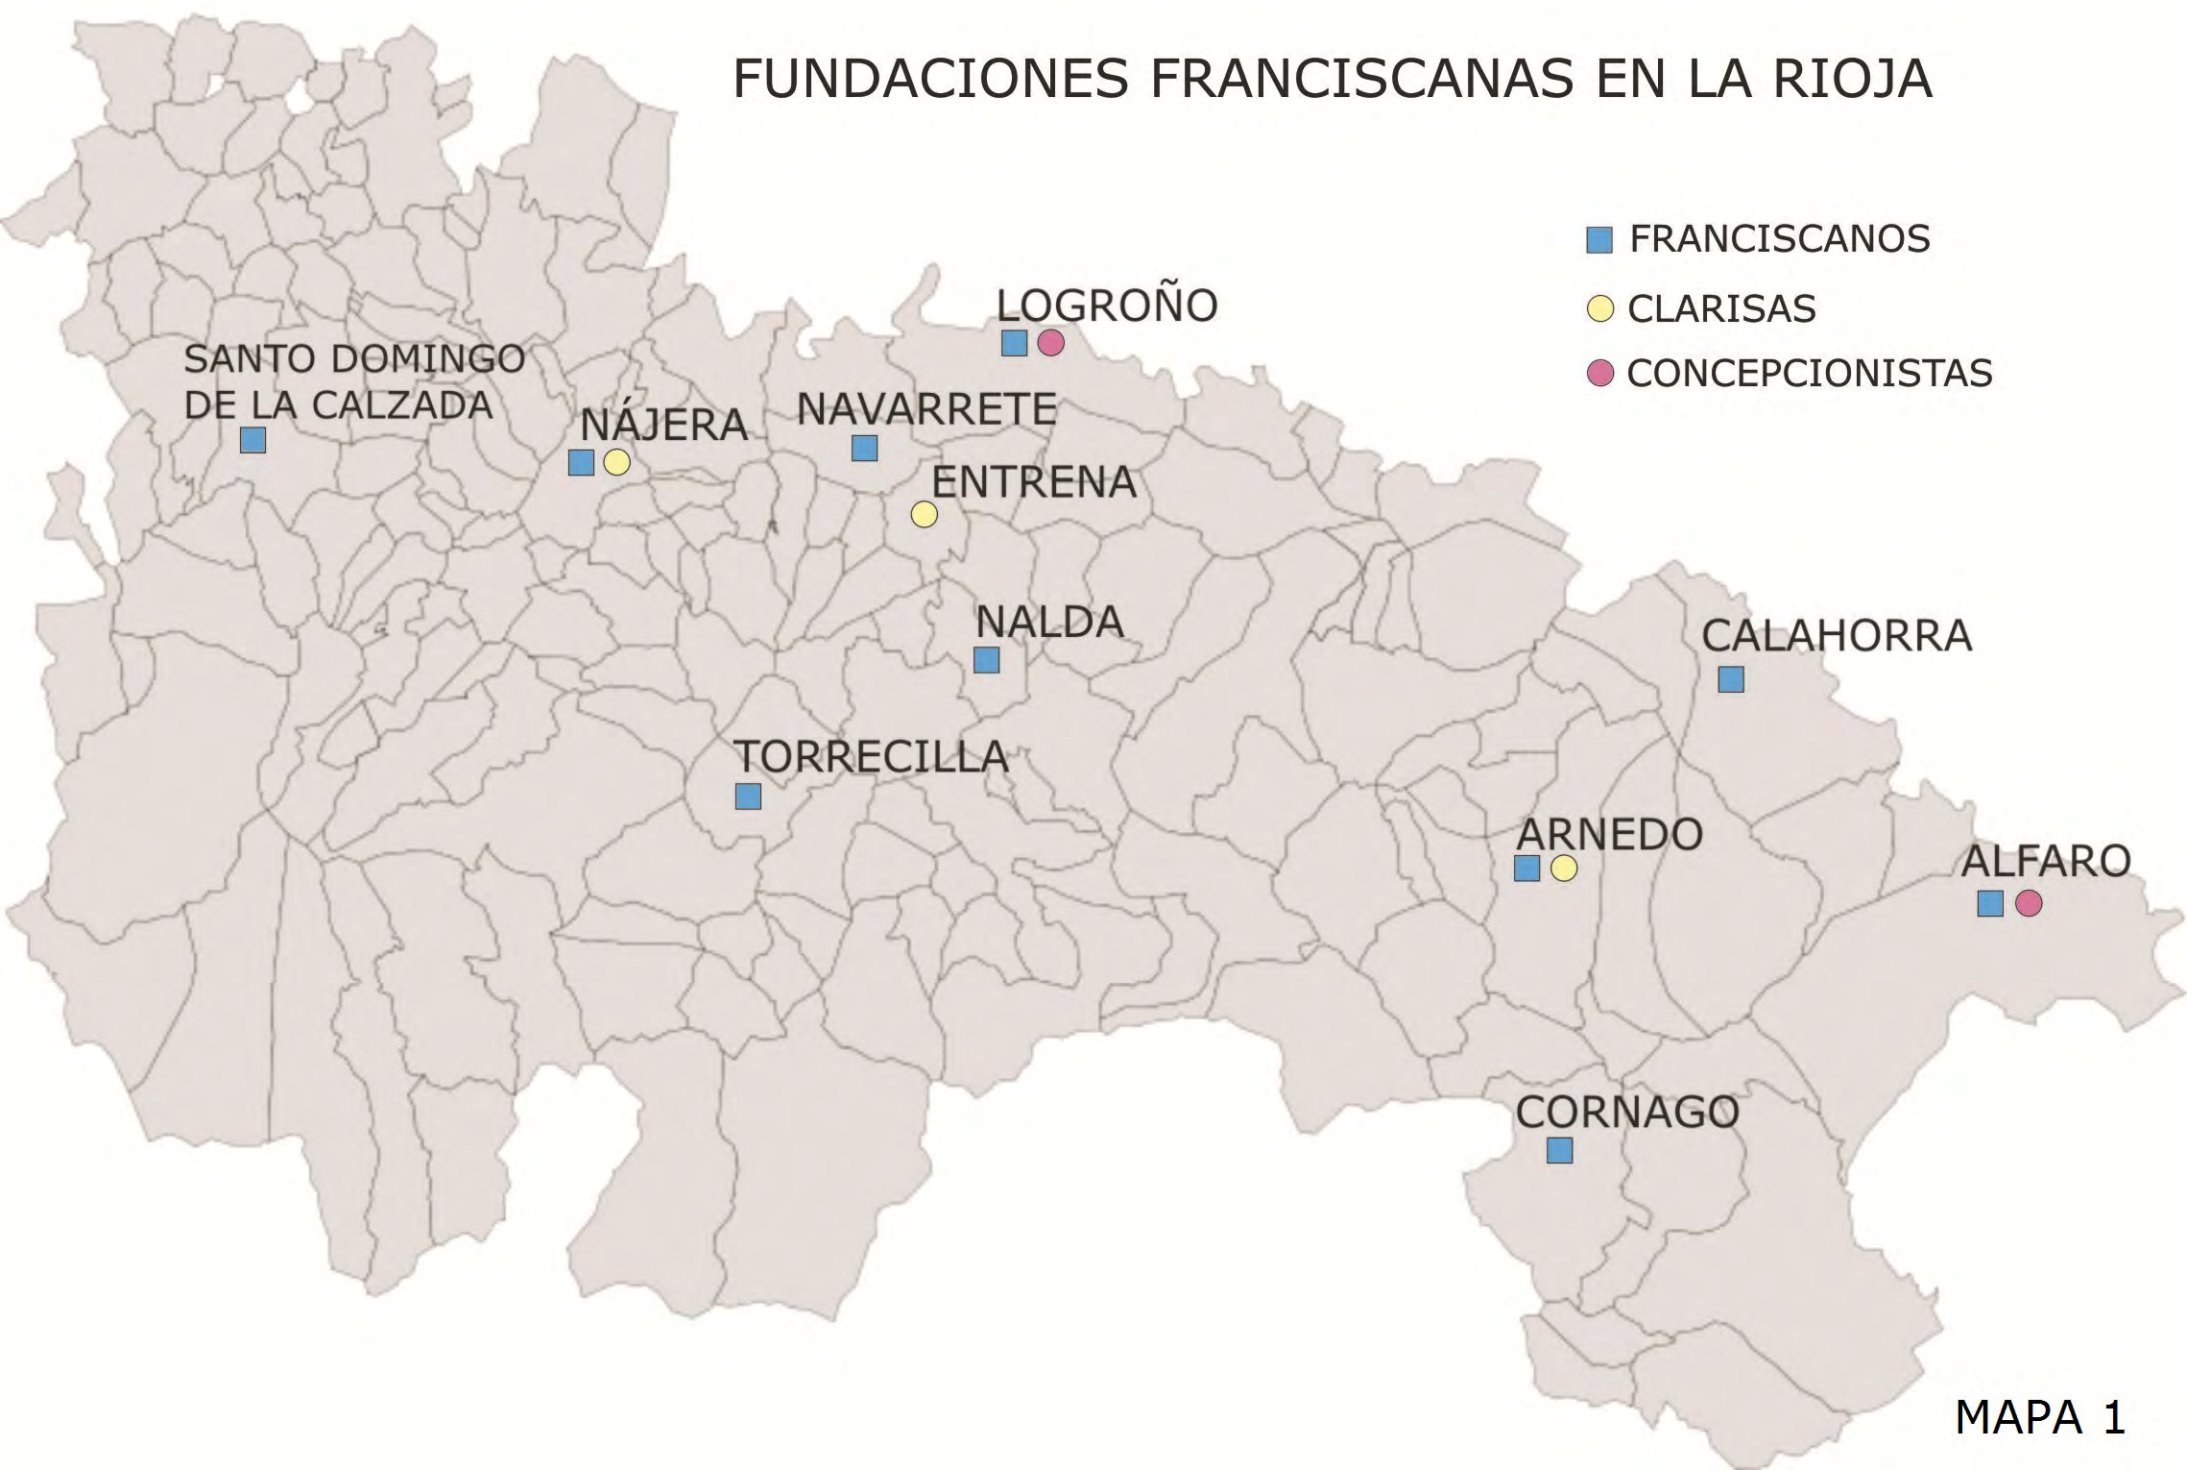 FUNDACIONES FRANCISCANAS EN LA RIOJA
FRANCISCANOS
CLARISAS
CONCEPCIONISTAS
LOGROÑO
SANTO DOMINGO
DE LA CALZADA
NÁJERA
NAVARRETE
ENTRENA
NALDA
CALAHORRA
TORRECILLA
ARNEDO
ALFARO
CORNAGO
MAPA 1